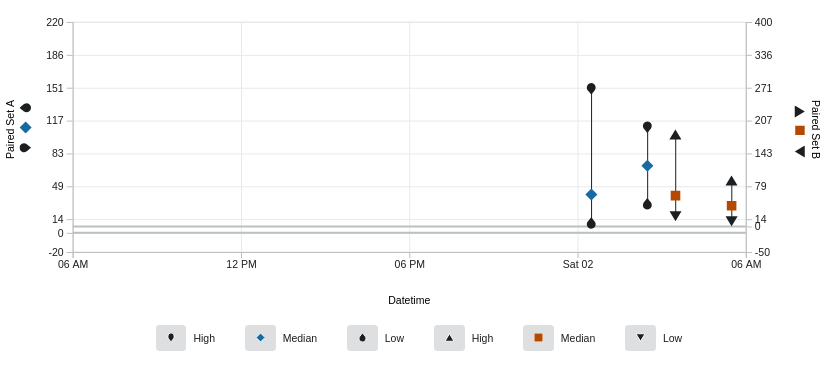 220 400
186 336
151 271
117 207
83 143
49 79
14 14
0 0
-20 -50
Paired Set A
Paired Set B
06 AM 12 PM 06 PM Sat 02 06 AM
Datetime
High Median Low High Median Low